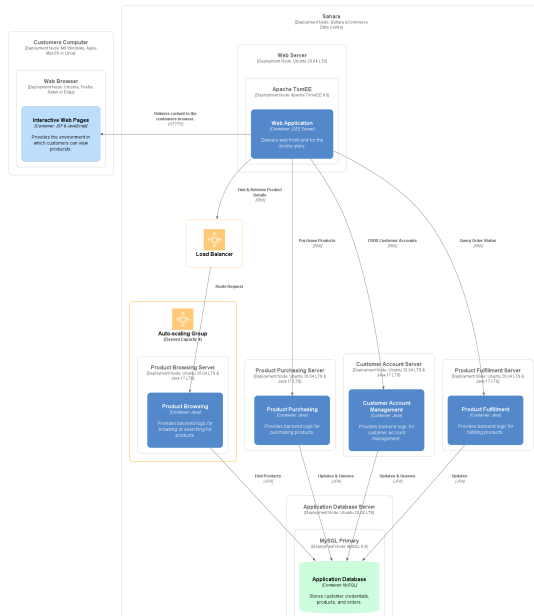 Sahara
[Deployment Node: Sahara eCommerce
Data Centre]
Customers Computer
[Deployment Node: MS Windows, Apple
MacOS or Linux]
Web Server
[Deployment Node: Ubuntu 20.04 LTS]
Web Browser
[Deployment Node: Chrome, Firefox,
Safari or Edge]
Apache TomEE
[Deployment Node: Apache TomEE 8.0]
Interactive Web Pages
[Container: JSF & JavaScript]
Provides the environment in
which customers can view
products.
Delivers content to the
customers browser.
[HTTPS]
Web Application
[Container: J2EE Server]
Delivers web front-end for the
on-line store.
Find & Retrieve Product
Details
[RMI]
Purchase Products
[RMI]
CRUD Customer Accounts
[RMI]
Query Order Status
[RMI]
Load Balancer
Route Request
Auto-scaling Group
(Desired Capacity 4)
Product Browsing Server
[Deployment Node: Ubuntu 20.04 LTS &
Java 17 LTS]
Product Purchasing Server
[Deployment Node: Ubuntu 20.04 LTS &
Java 17 LTS]
Customer Account Server
[Deployment Node: Ubuntu 20.04 LTS &
Java 17 LTS]
Product Fulfilment Server
[Deployment Node: Ubuntu 20.04 LTS &
Java 17 LTS]
Product Browsing
[Container: Java]
Provides backend logic for
browsing or searching for
products.
Product Purchasing
[Container: Java]
Provides backend logic for
purchasing products.
Customer Account
Management
[Container: Java]
Provides backend logic for
customer account
management.
Product Fulfilment
[Container: Java]
Provides backend logic for
fulfilling products.
Find Products
[JPA]
Updates & Queries
[JPA]
Updates & Queries
[JPA]
Updates
[JPA]
Application Database Server
[Deployment Node: Ubuntu 20.04 LTS]
MySQL Primary
[Deployment Node: MySQL 8.0]
Application Database
[Container: MySQL]
Stores customer credentials,
products, and orders.